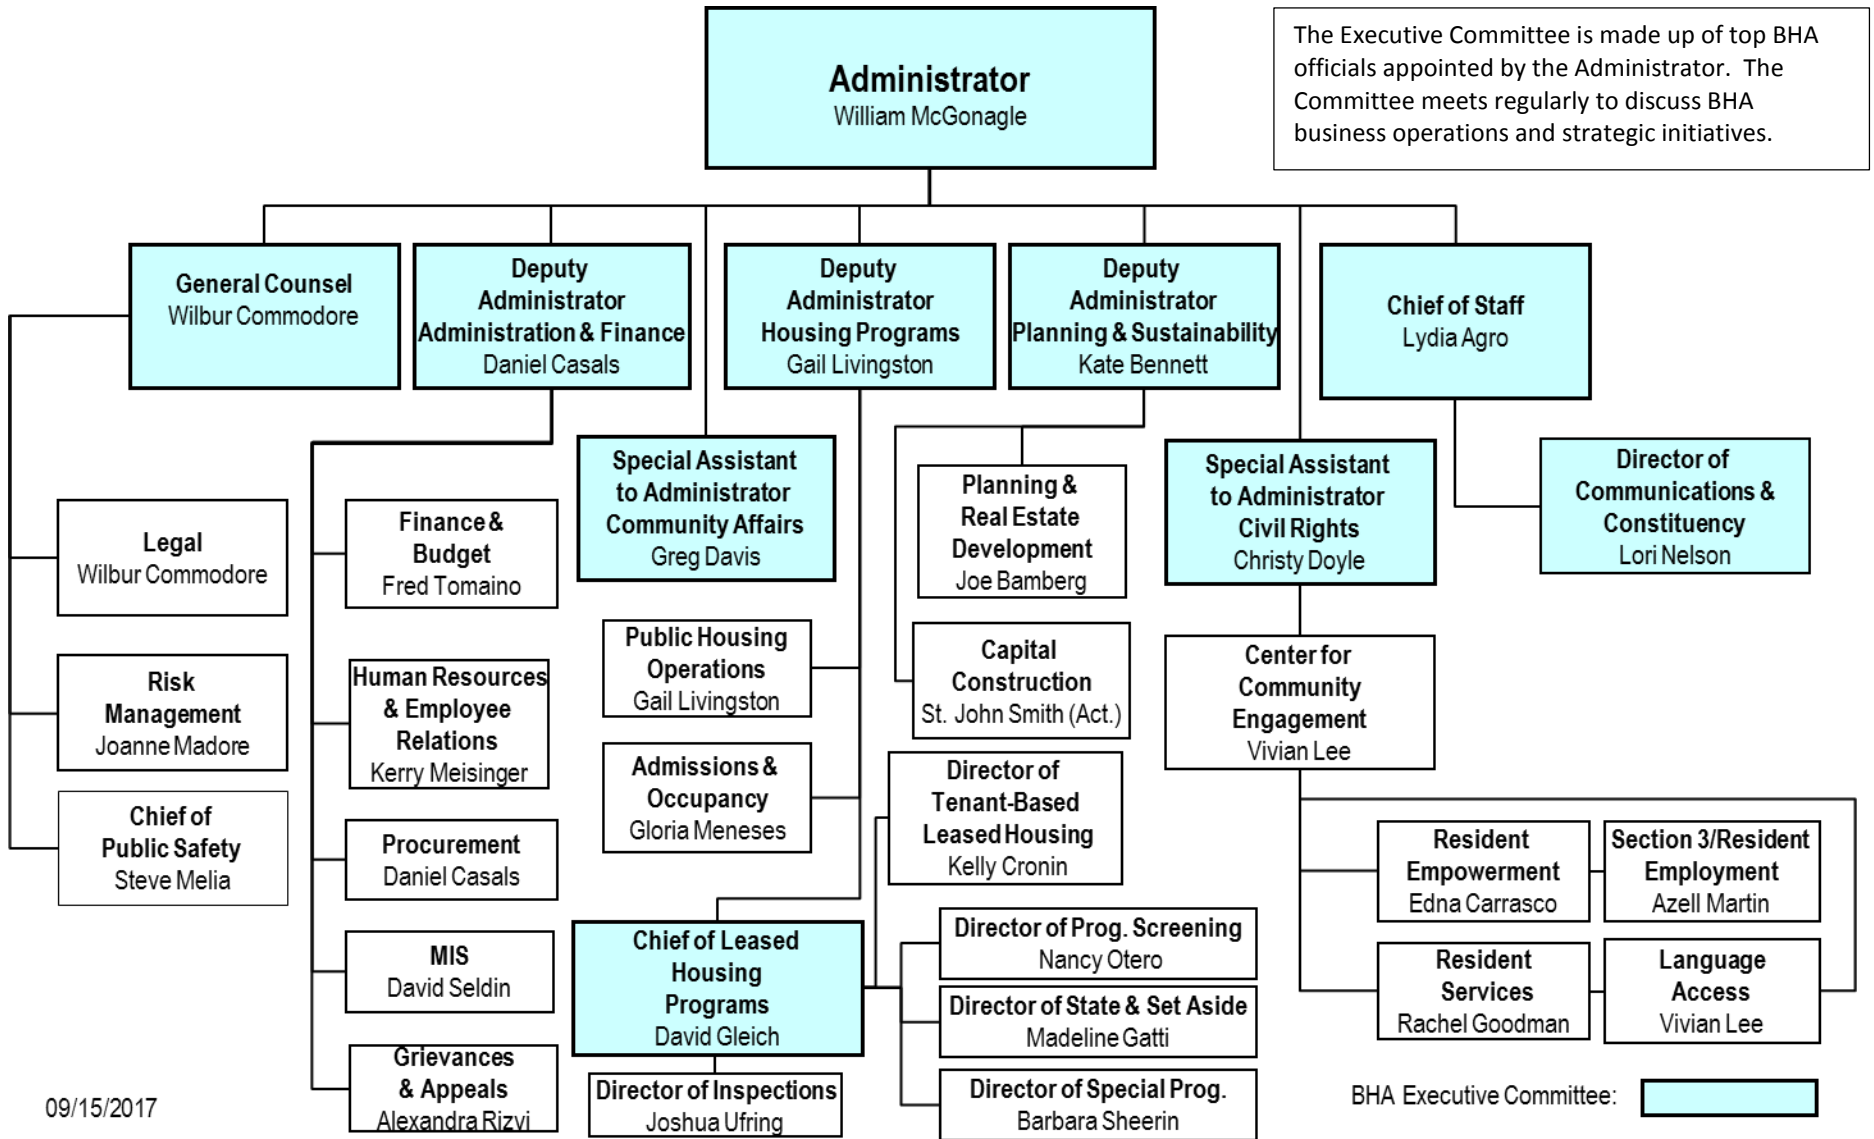 Administrator
William McGonagle
The Executive Committee is made up of top BHA
officials appointed by the Administrator.  The
Committee meets regularly to discuss BHA
business operations and strategic initiatives.
General Counsel
Wilbur Commodore
Deputy
Administrator
Administration & Finance
Daniel Casals
Deputy
Administrator
Housing Programs
Gail Livingston
Deputy
Administrator
Planning & Sustainability
Kate Bennett
Chief of Staff
Lydia Agro
Special Assistant
to Administrator
Community Affairs
Greg Davis
Special Assistant
to Administrator
Civil Rights
Christy Doyle
Director of
Communications &
Constituency
Lori Nelson
Legal
Wilbur Commodore
Risk
Management
Joanne Madore
Chief of
Public Safety
Steve Melia
Finance &
Budget
Fred Tomaino
Human Resources
& Employee
Relations
Kerry Meisinger
Procurement
Daniel Casals
MIS
David Seldin
Grievances
& Appeals
Alexandra Rizvi
Public Housing
Operations
Gail Livingston
Admissions &
Occupancy
Gloria Meneses
Chief of Leased
Housing
Programs
David Gleich
Director of Inspections
Joshua Ufring
Planning &
Real Estate
Development
Joe Bamberg
Capital
Construction
St. John Smith (Act.)
Director of
Tenant-Based
Leased Housing
Kelly Cronin
Director of Prog. Screening
Nancy Otero
Director of State & Set Aside
Madeline Gatti
Director of Special Prog.
Barbara Sheerin
Center for
Community
Engagement
Vivian Lee
Resident
Empowerment
Edna Carrasco
Section 3/Resident
Employment
Azell Martin
Resident
Services
Rachel Goodman
Language
Access
Vivian Lee
09/15/2017
BHA Executive Committee: